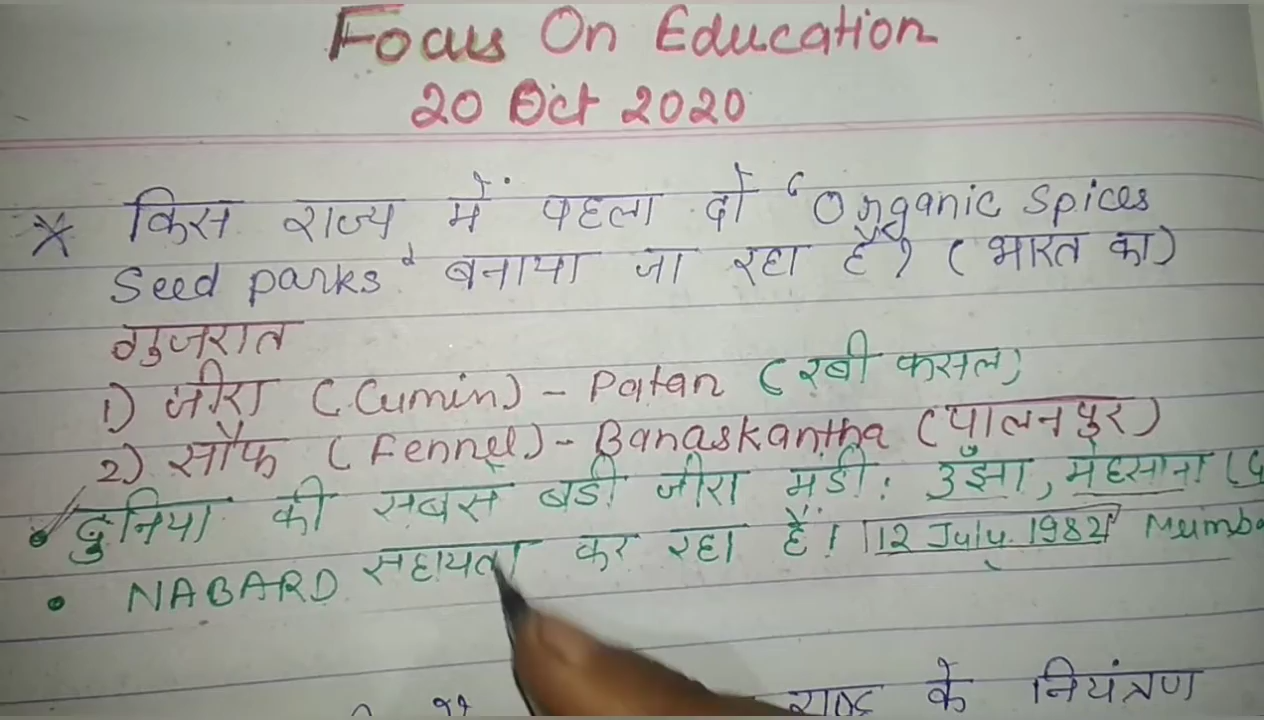 Focus On Education
20 Oct 2020
* किस राज्य में पहला दो 'Organic Spices
Seed parks' बनाया जा रहा है? (भारत का)
गुजरात
1) जीरा (Cumin) - Patan (रबी फसल)
2) सौंफ (Fennel) - Banaskantha (पालनपुर)
दुनिया की सबसे बडी जीरा मंडी: उँझा, मेहसाना
• NABARD सहायता कर रहा है। 12 July 1982 Mumba
के नियंत्रण